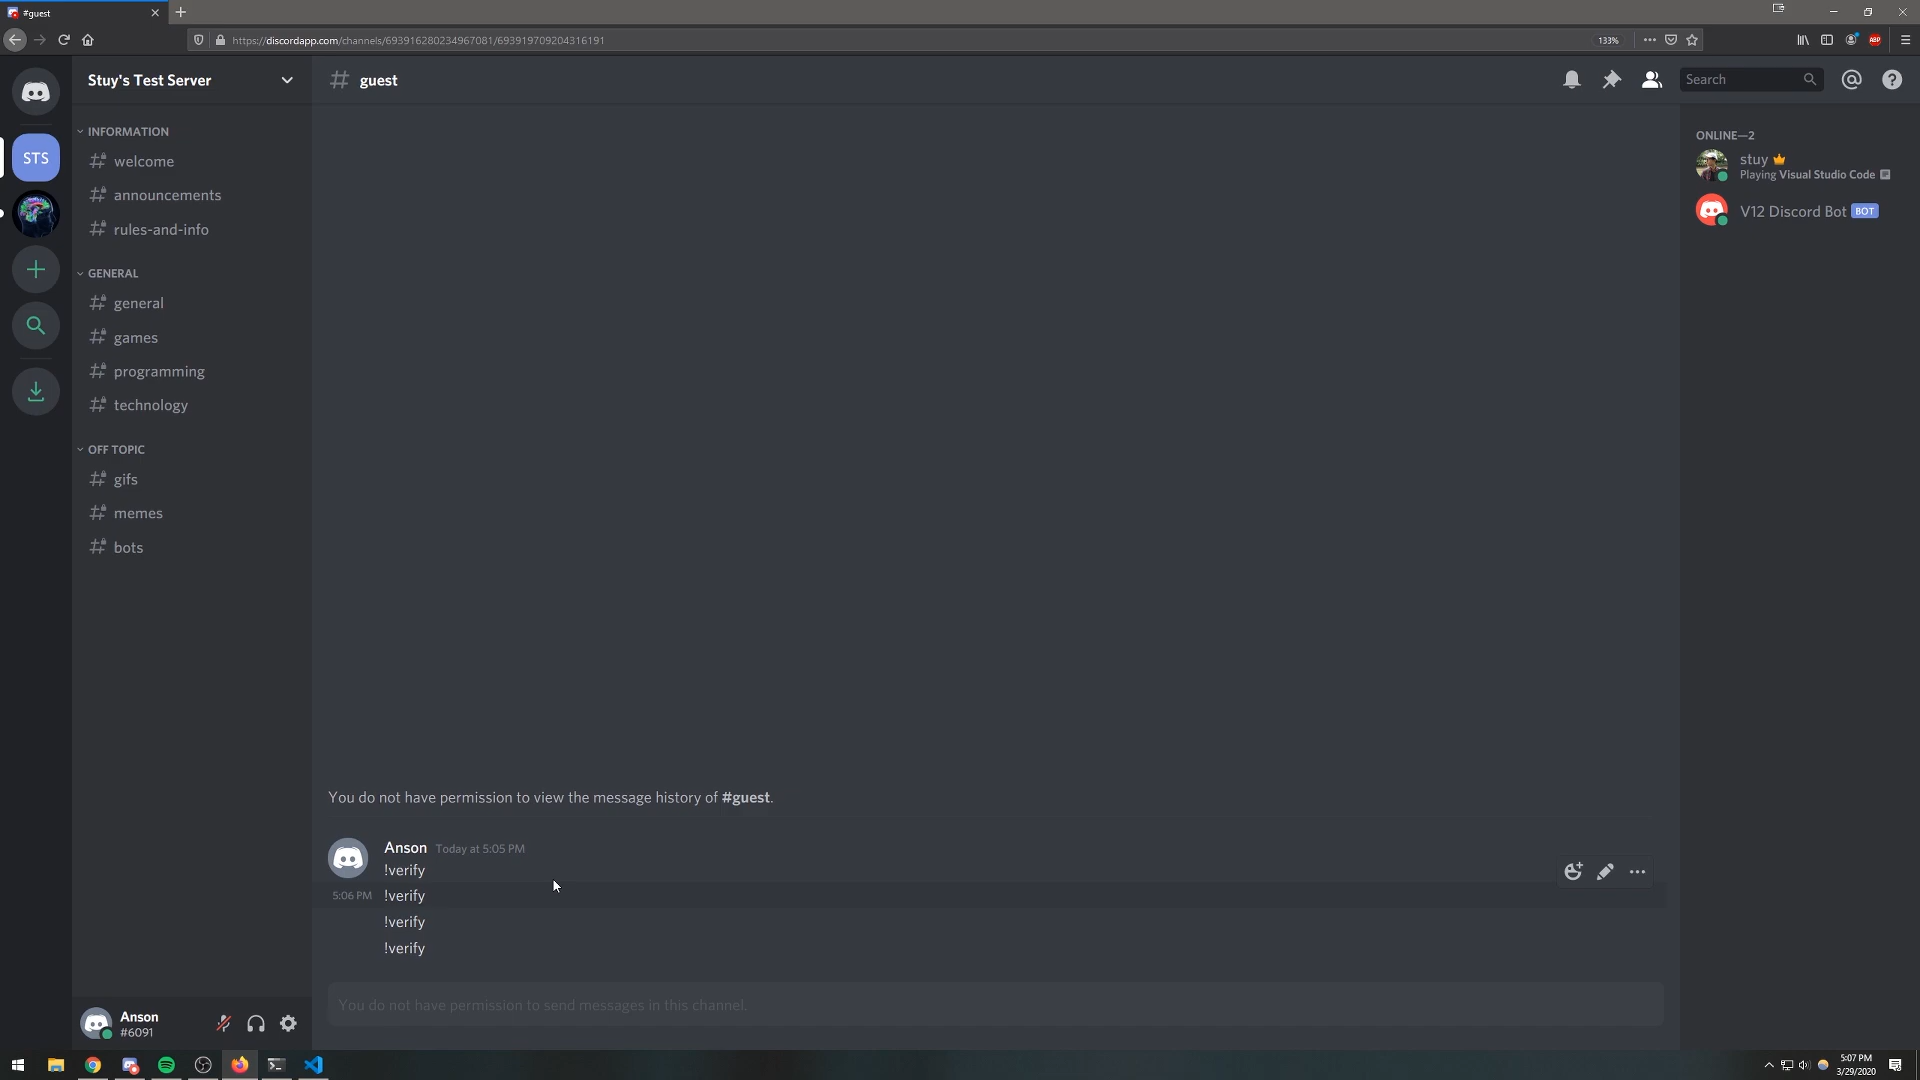 #guest
https://discordapp.com/channels/693916280234967081/693919709204316191
133%
ABP
Stuy's Test Server
guest
Search
STS
INFORMATION
welcome
announcements
rules-and-info
GENERAL
general
games
programming
technology
OFF TOPIC
gifs
memes
bots
ONLINE—2
stuy
Playing Visual Studio Code
V12 Discord Bot BOT
You do not have permission to view the message history of #guest.
Anson Today at 5:05 PM
!verify
5:06 PM !verify
!verify
!verify
You do not have permission to send messages in this channel.
Anson
#6091
5:07 PM
3/29/2020